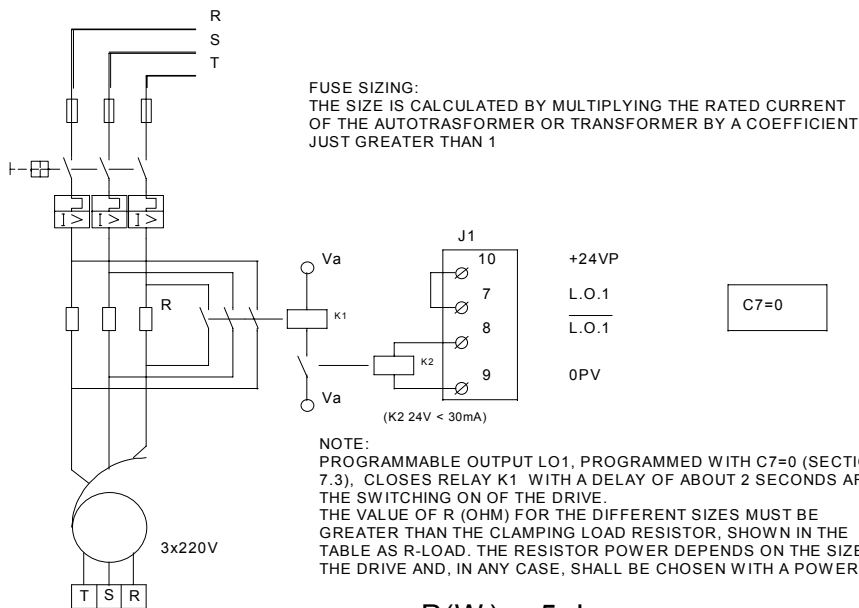 R
S
T
FUSE SIZING:
THE SIZE IS CALCULATED BY MULTIPLYING THE RATED CURRENT
OF THE AUTOTRASFORMER OR TRANSFORMER BY A COEFFICIENT
JUST GREATER THAN 1
I > I > I >
J1
Va
10 +24VP
7 L.O.1
C7=0
R
K1
8 L.O.1
K2
9 0PV
Va
(K2 24V < 30mA)
NOTE:
PROGRAMMABLE OUTPUT LO1, PROGRAMMED WITH C7=0
7.3), CLOSES RELAY K1 WITH A DELAY OF ABOUT 2 SECONDS
THE SWITCHING ON OF THE DRIVE.
THE VALUE OF R (OHM) FOR THE DIFFERENT SIZES MUST BE
GREATER THAN THE CLAMPING LOAD RESISTOR, SHOWN IN THE
TABLE AS R-LOAD. THE RESISTOR POWER DEPENDS ON THE SIZE
THE DRIVE AND, IN ANY CASE, SHALL BE CHOSEN WITH A POWER
3x220V
T S R